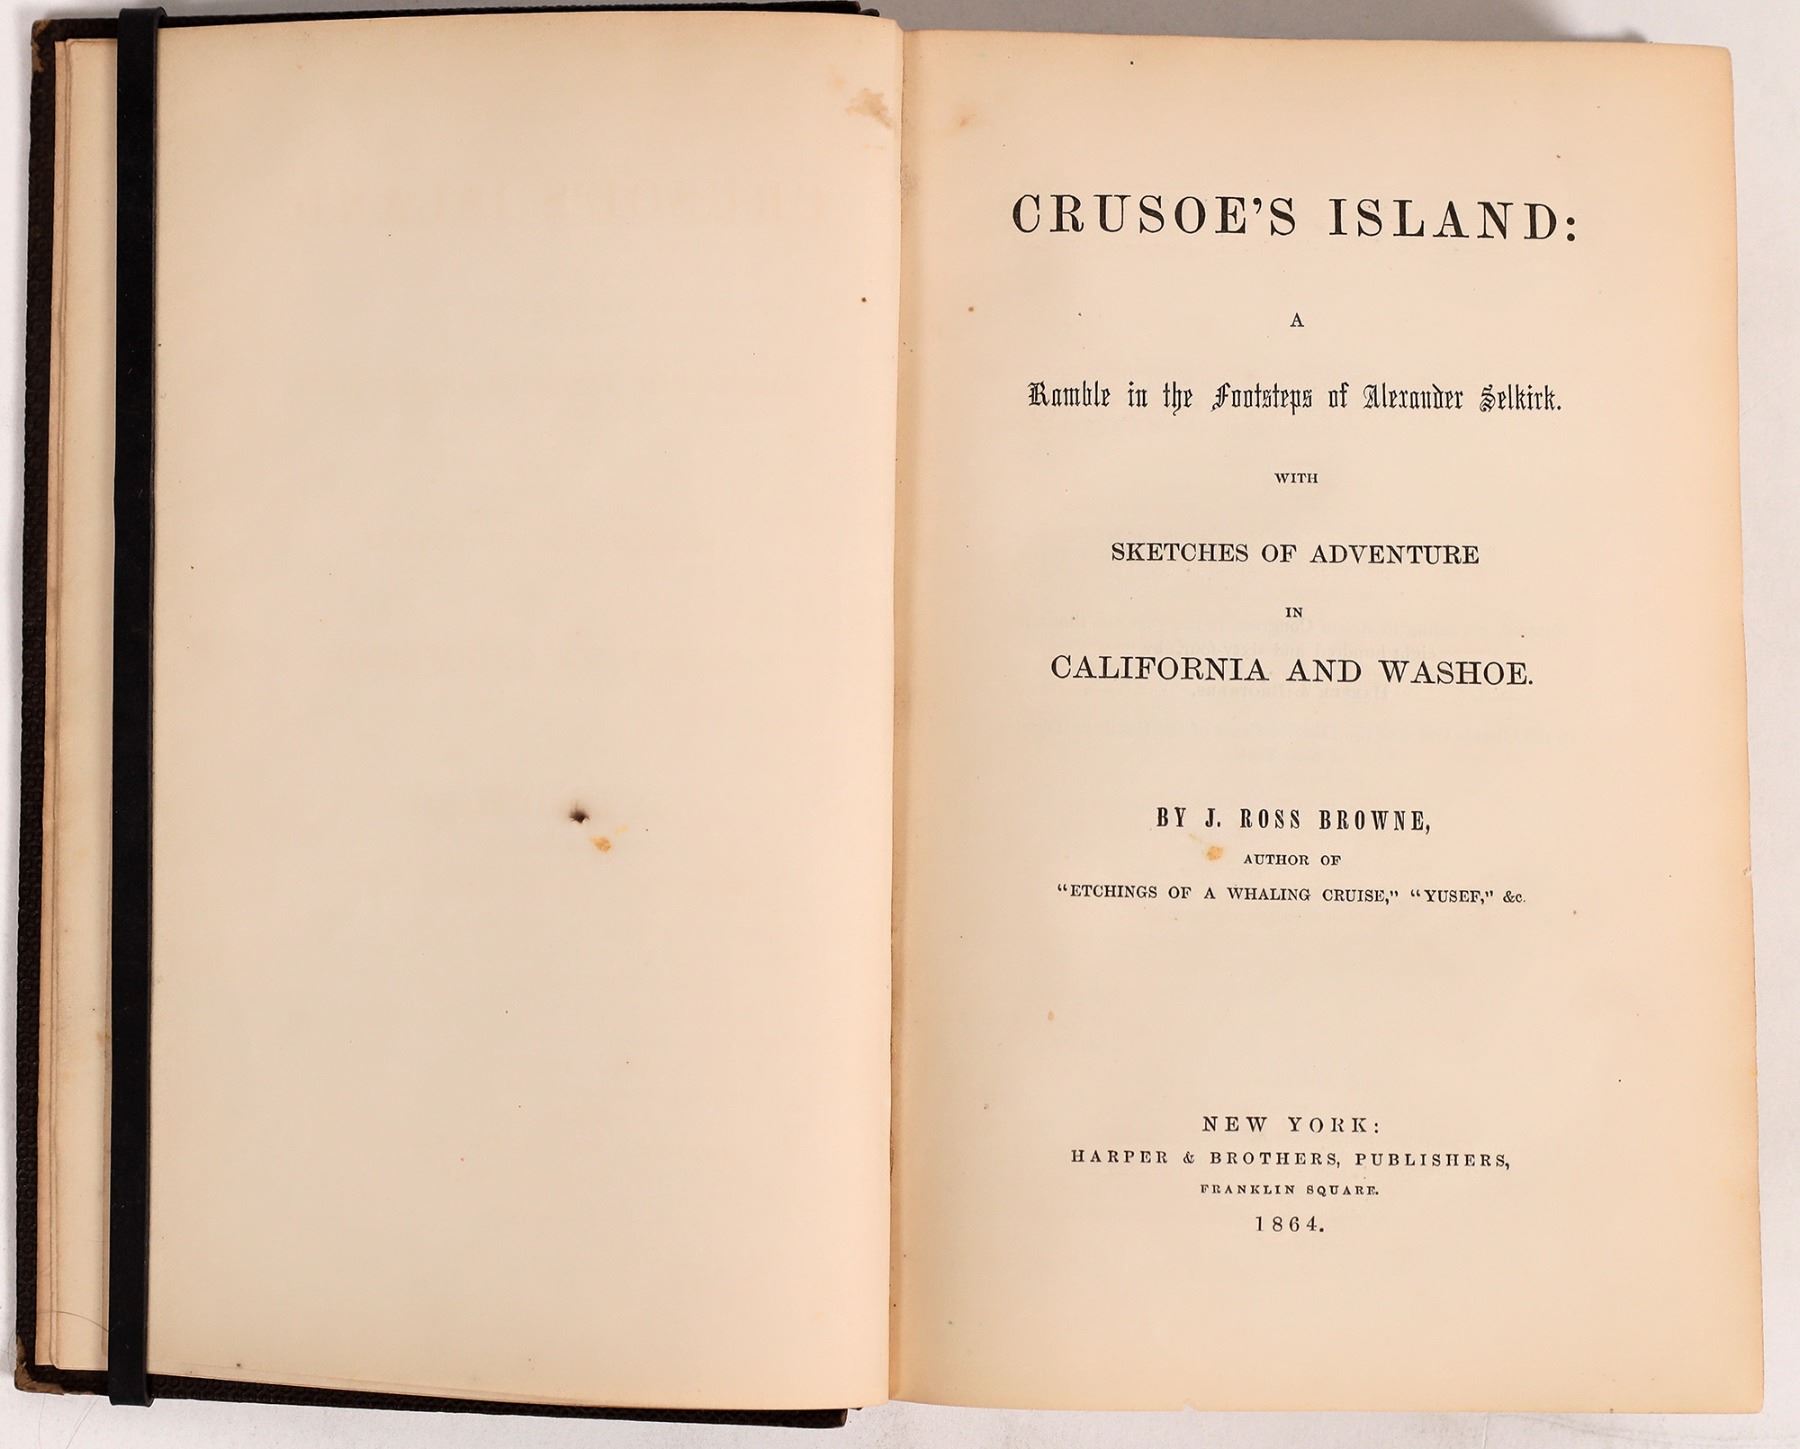 CRUSOE'S ISLAND:
A
Ramble in the Footsteps of Alexander Selkirk.
WITH
SKETCHES OF ADVENTURE
IN
CALIFORNIA AND WASHOE.
BY J. ROSS BROWNE,
AUTHOR OF
“ETCHINGS OF A WHALING CRUISE,” “YUSEF,” &c.
NEW YORK:
HARPER & BROTHERS, PUBLISHERS,
FRANKLIN SQUARE.
1864.